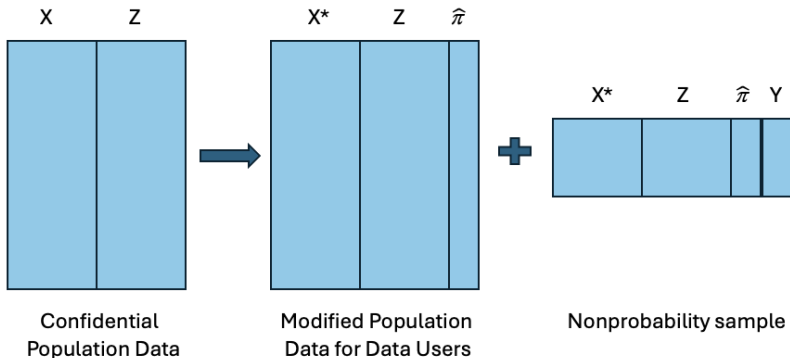 X Z
X* Z π̂
X* Z π̂ Y
Confidential
Population Data
Modified Population
Data for Data Users
Nonprobability sample